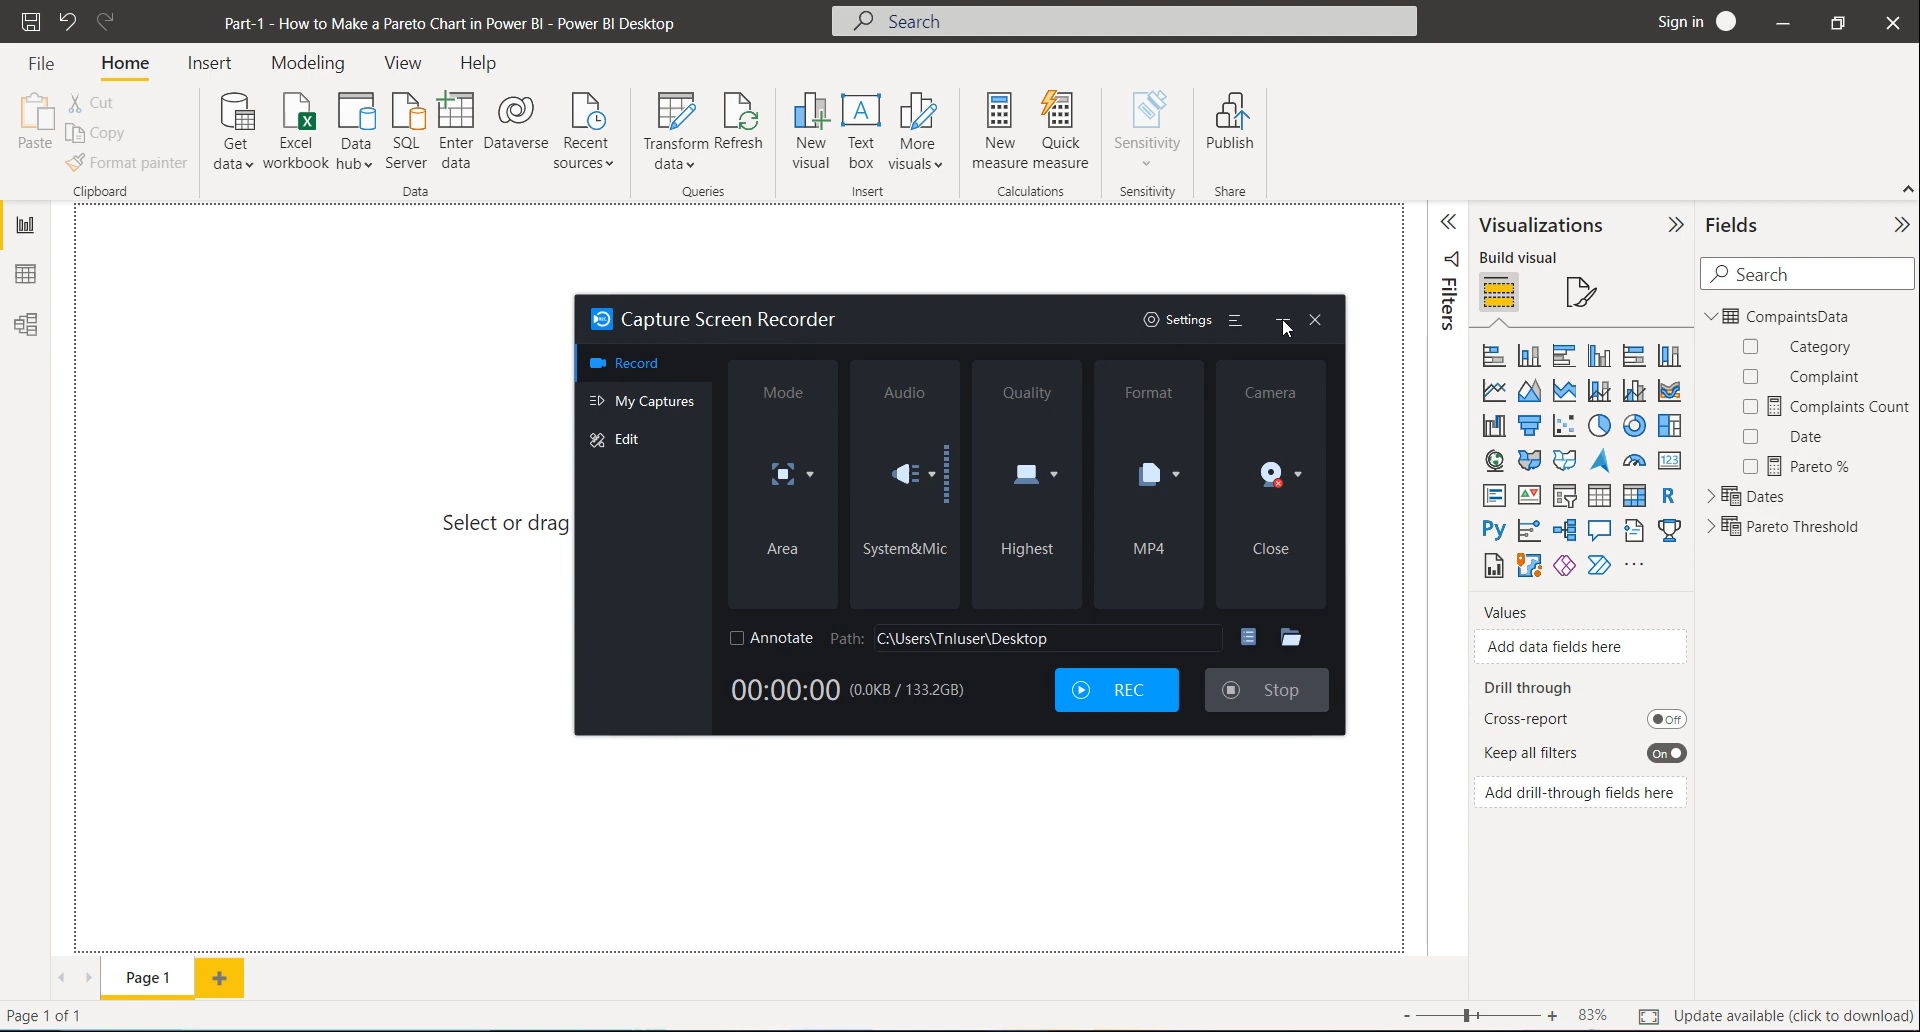 Part-1 - How to Make a Pareto Chart in Power BI - Power BI Desktop
Search
Sign in
File
Home
Insert
Modeling
View
Help
Paste
Cut
Copy
Format painter
Clipboard
Get data
Excel workbook
Data hub
SQL Server
Enter data
Dataverse
Recent sources
Data
Transform data
Refresh
Queries
New visual
Text box
More visuals
Insert
New measure
Quick measure
Calculations
Sensitivity
Sensitivity
Publish
Share
Select or drag
Capture Screen Recorder
Settings
Record
My Captures
Edit
Mode
Area
Audio
System&Mic
Quality
Highest
Format
MP4
Camera
Close
Annotate
Path: C:\Users\Tnluser\Desktop
00:00:00 (0.0KB / 133.2GB)
REC
Stop
Filters
Visualizations
Build visual
123
R
Py
Values
Add data fields here
Drill through
Cross-report
Off
Keep all filters
On
Add drill-through fields here
Fields
Search
CompaintsData
Category
Complaint
Complaints Count
Date
Pareto %
Dates
Pareto Threshold
Page 1
Page 1 of 1
- + 83%
Update available (click to download)